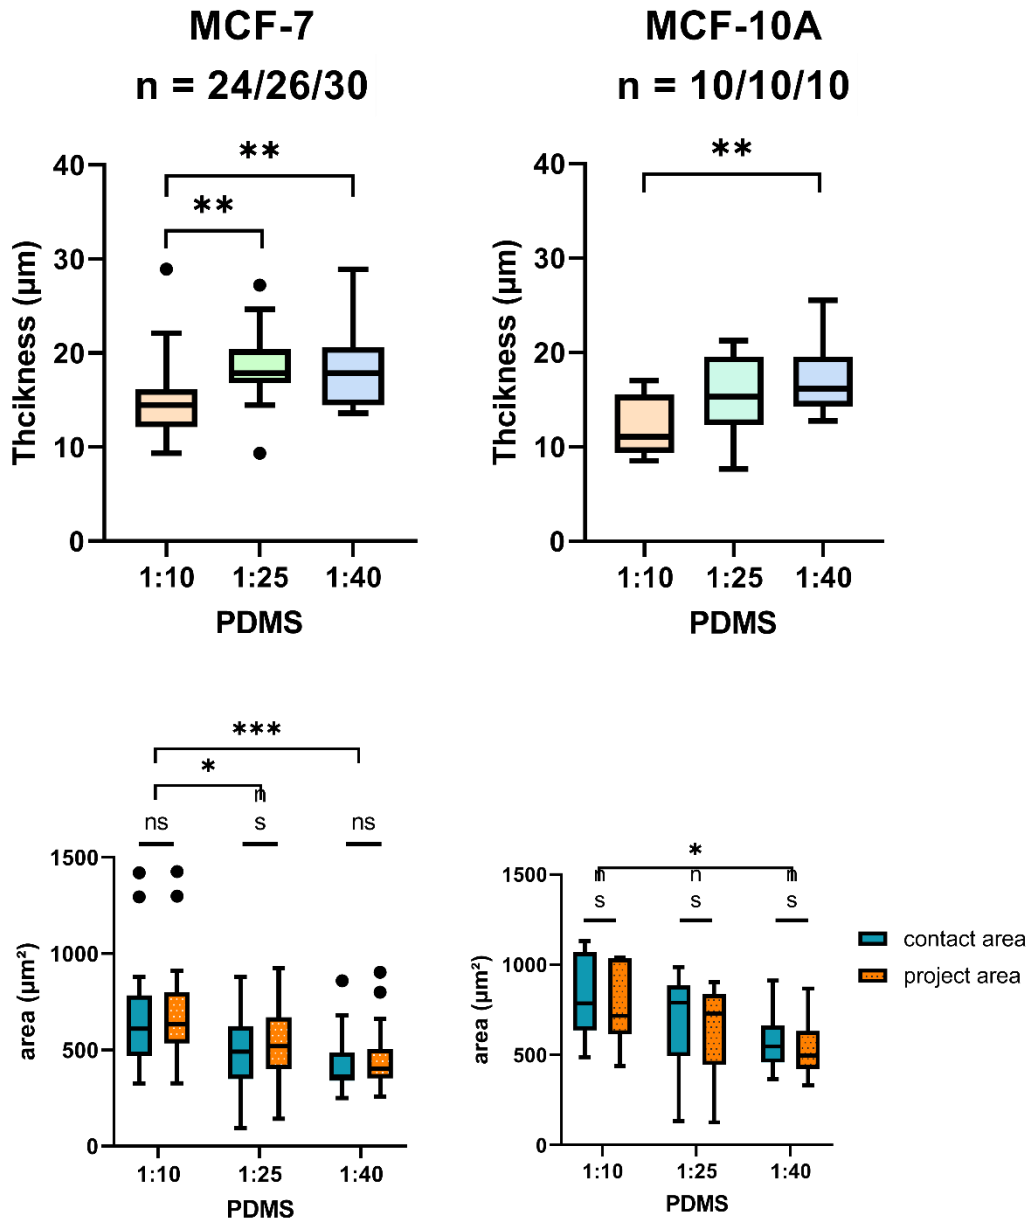 MCF-7
n = 24/26/30
MCF-10A
n = 10/10/10
Thcikness (µm)
40
30
20
10
0
**
**
1:10
1:25
1:40
PDMS
Thcikness (µm)
40
30
20
10
0
**
1:10
1:25
1:40
PDMS
area (µm²)
1500
1000
500
0
***
*
ns
n
s
ns
1:10
1:25
1:40
PDMS
area (µm²)
1500
1000
500
0
*
n
s
n
s
n
s
1:10
1:25
1:40
PDMS
contact area
project area